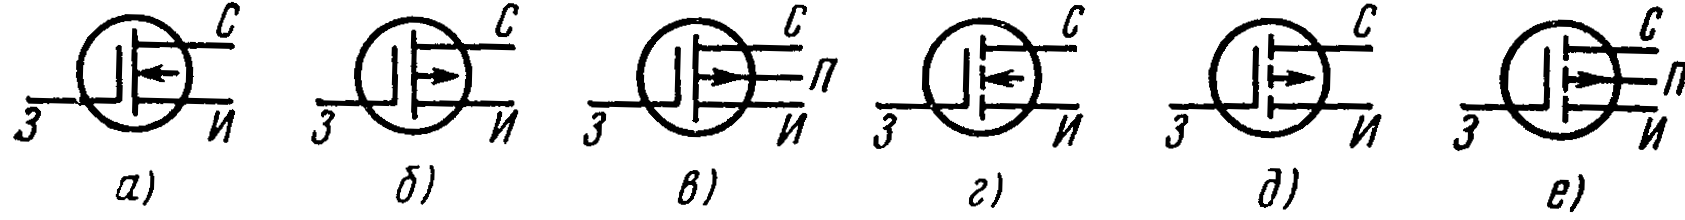 С С С С С С
П П
З И З И З И З И З И З И
а) б) в) г) д) е)